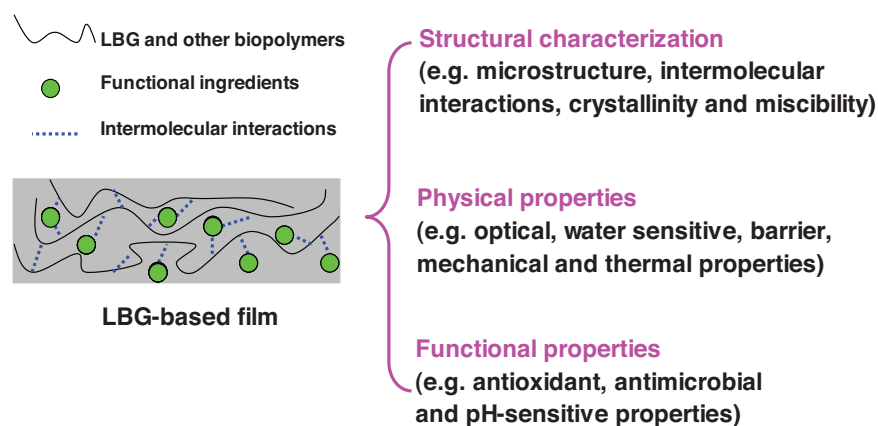 LBG and other biopolymers
Functional ingredients
Intermolecular interactions
LBG-based film
Structural characterization
(e.g. microstructure, intermolecular
interactions, crystallinity and miscibility)
Physical properties
(e.g. optical, water sensitive, barrier,
mechanical and thermal properties)
Functional properties
(e.g. antioxidant, antimicrobial
and pH-sensitive properties)